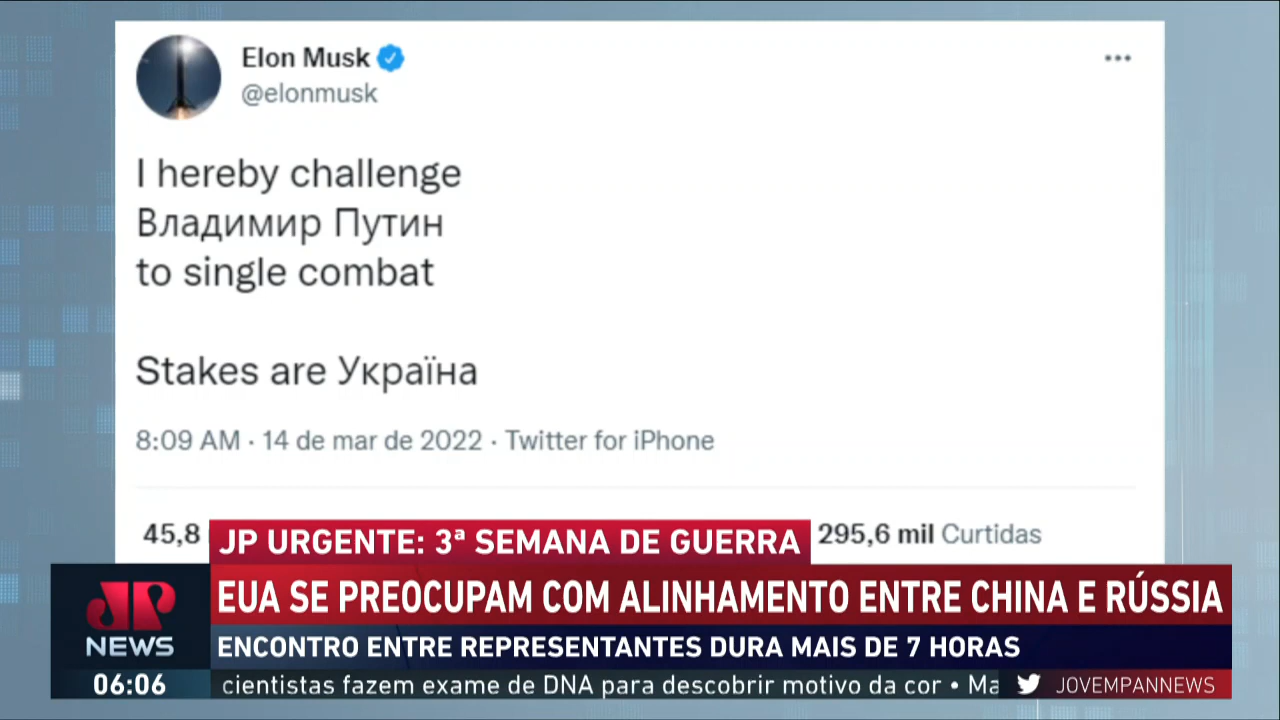 Elon Musk
@elonmusk
I hereby challenge
Владимир Путин
to single combat
Stakes are Україна
8:09 AM · 14 de mar de 2022 · Twitter for iPhone
45,8
295,6 mil Curtidas
JP URGENTE: 3ª SEMANA DE GUERRA
EUA SE PREOCUPAM COM ALINHAMENTO ENTRE CHINA E RÚSSIA
ENCONTRO ENTRE REPRESENTANTES DURA MAIS DE 7 HORAS
JP
NEWS
06:06
cientistas fazem exame de DNA para descobrir motivo da cor • Ma
JOVEMPANNEWS